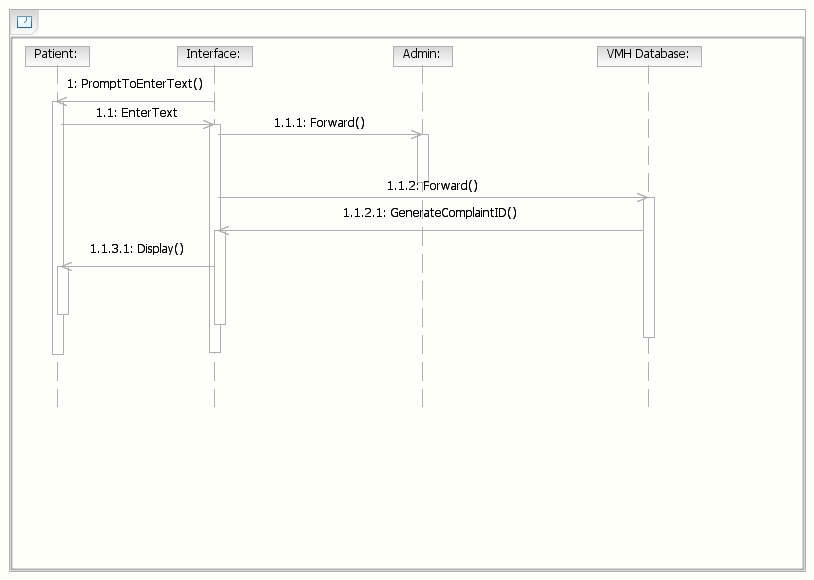 Patient:
Interface:
Admin:
VMH Database:
1: PromptToEnterText()
1.1: EnterText
1.1.1: Forward()
1.1.2: Forward()
1.1.2.1: GenerateComplaintID()
1.1.3.1: Display()